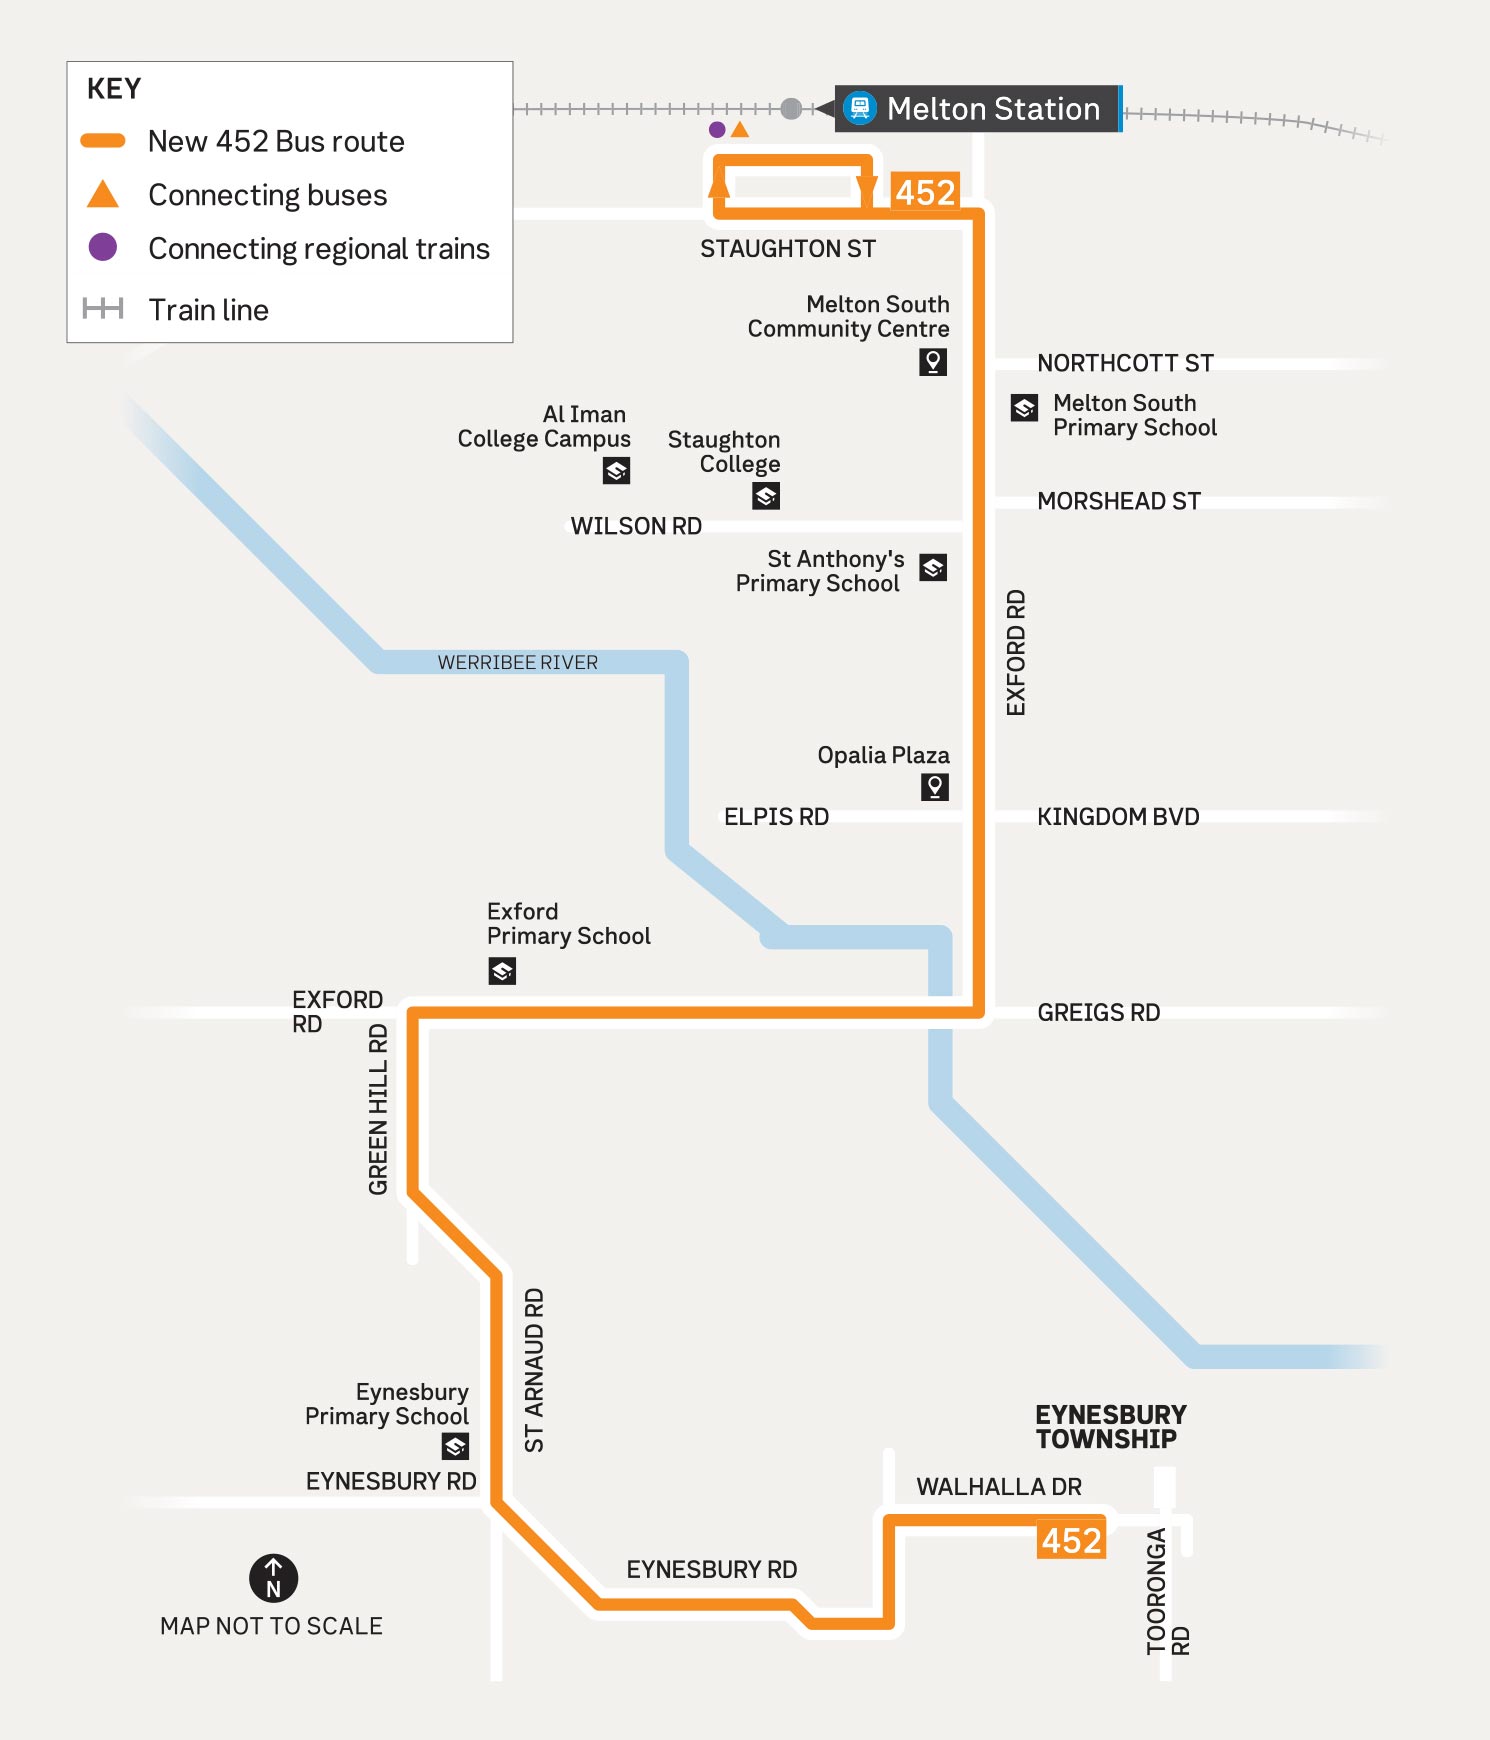 KEY
New 452 Bus route
Connecting buses
Connecting regional trains
Train line
Melton Station
452
STAUGHTON ST
Melton South
Community Centre
NORTHCOTT ST
Melton South
Primary School
Al Iman
College Campus
Staughton
College
MORSHEAD ST
WILSON RD
St Anthony's
Primary School
EXFORD RD
WERRIBEE RIVER
Opalia Plaza
ELPIS RD
KINGDOM BVD
Exford
Primary School
EXFORD
RD
GREIGS RD
GREEN HILL RD
ST ARNAUD RD
Eynesbury
Primary School
EYNESBURY RD
EYNESBURY
TOWNSHIP
WALHALLA DR
452
EYNESBURY RD
TOORONGA
RD
N
MAP NOT TO SCALE